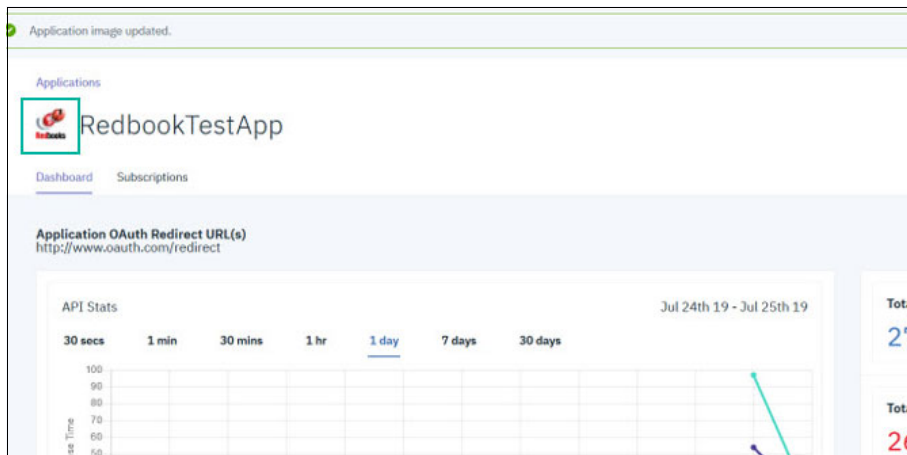 Application image updated.
Applications
Redbooks
RedbookTestApp
Dashboard Subscriptions
Application OAuth Redirect URL(s)
http://www.oauth.com/redirect
API Stats Jul 24th 19 - Jul 25th 19
30 secs 1 min 30 mins 1 hr 1 day 7 days 30 days
100
90
80
70
60
50